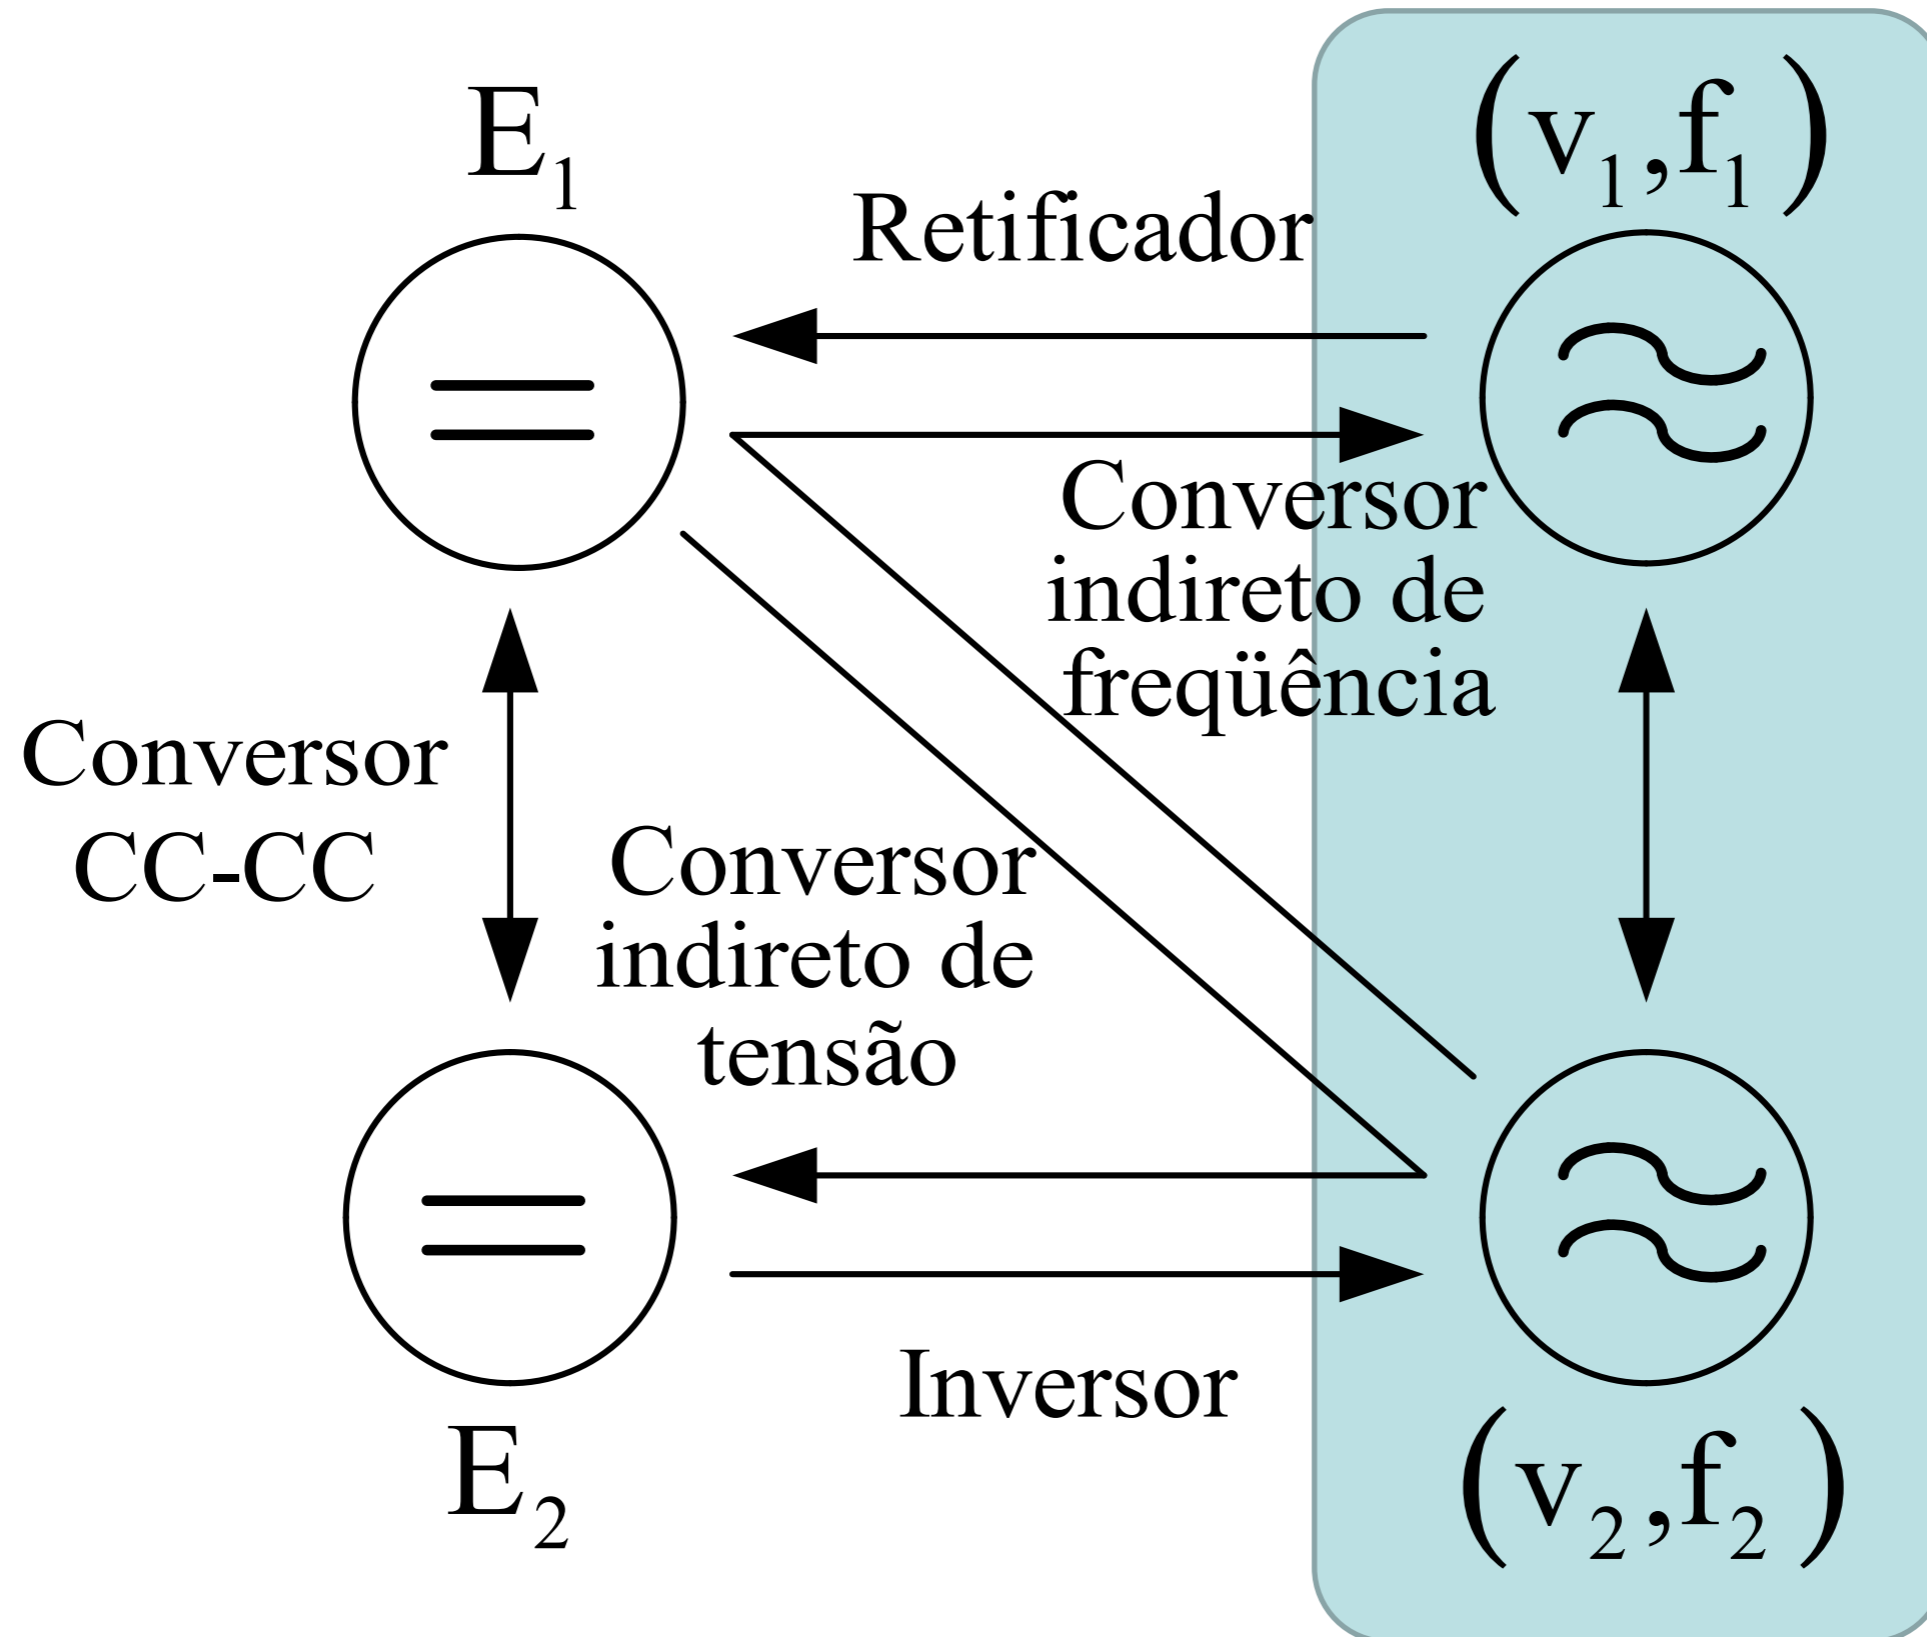 E1
(v1,f1)
Retificador
Conversor
indireto de
freqüência
Conversor
CC-CC
Conversor
indireto de
tensão
Inversor
E2
(v2,f2)